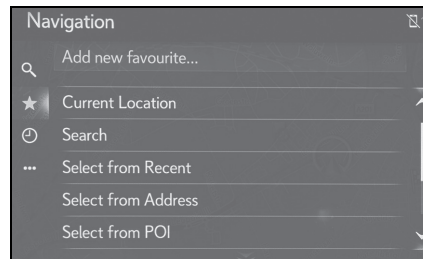 Navigation
Add new favourite...
Current Location
Search
Select from Recent
Select from Address
Select from POI